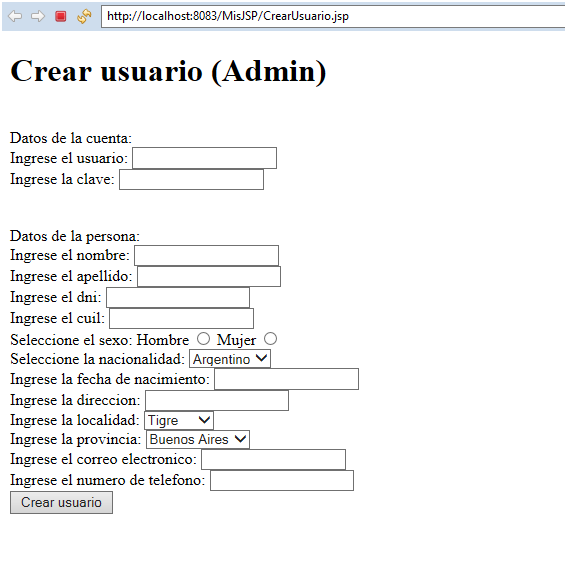 http://localhost:8083/MisJSP/CrearUsuario.jsp
Crear usuario (Admin)
Datos de la cuenta:
Ingrese el usuario:
Ingrese la clave:
Datos de la persona:
Ingrese el nombre:
Ingrese el apellido:
Ingrese el dni:
Ingrese el cuil:
Seleccione el sexo: Hombre Mujer
Seleccione la nacionalidad: Argentino
Ingrese la fecha de nacimiento:
Ingrese la direccion:
Ingrese la localidad: Tigre
Ingrese la provincia: Buenos Aires
Ingrese el correo electronico:
Ingrese el numero de telefono:
Crear usuario